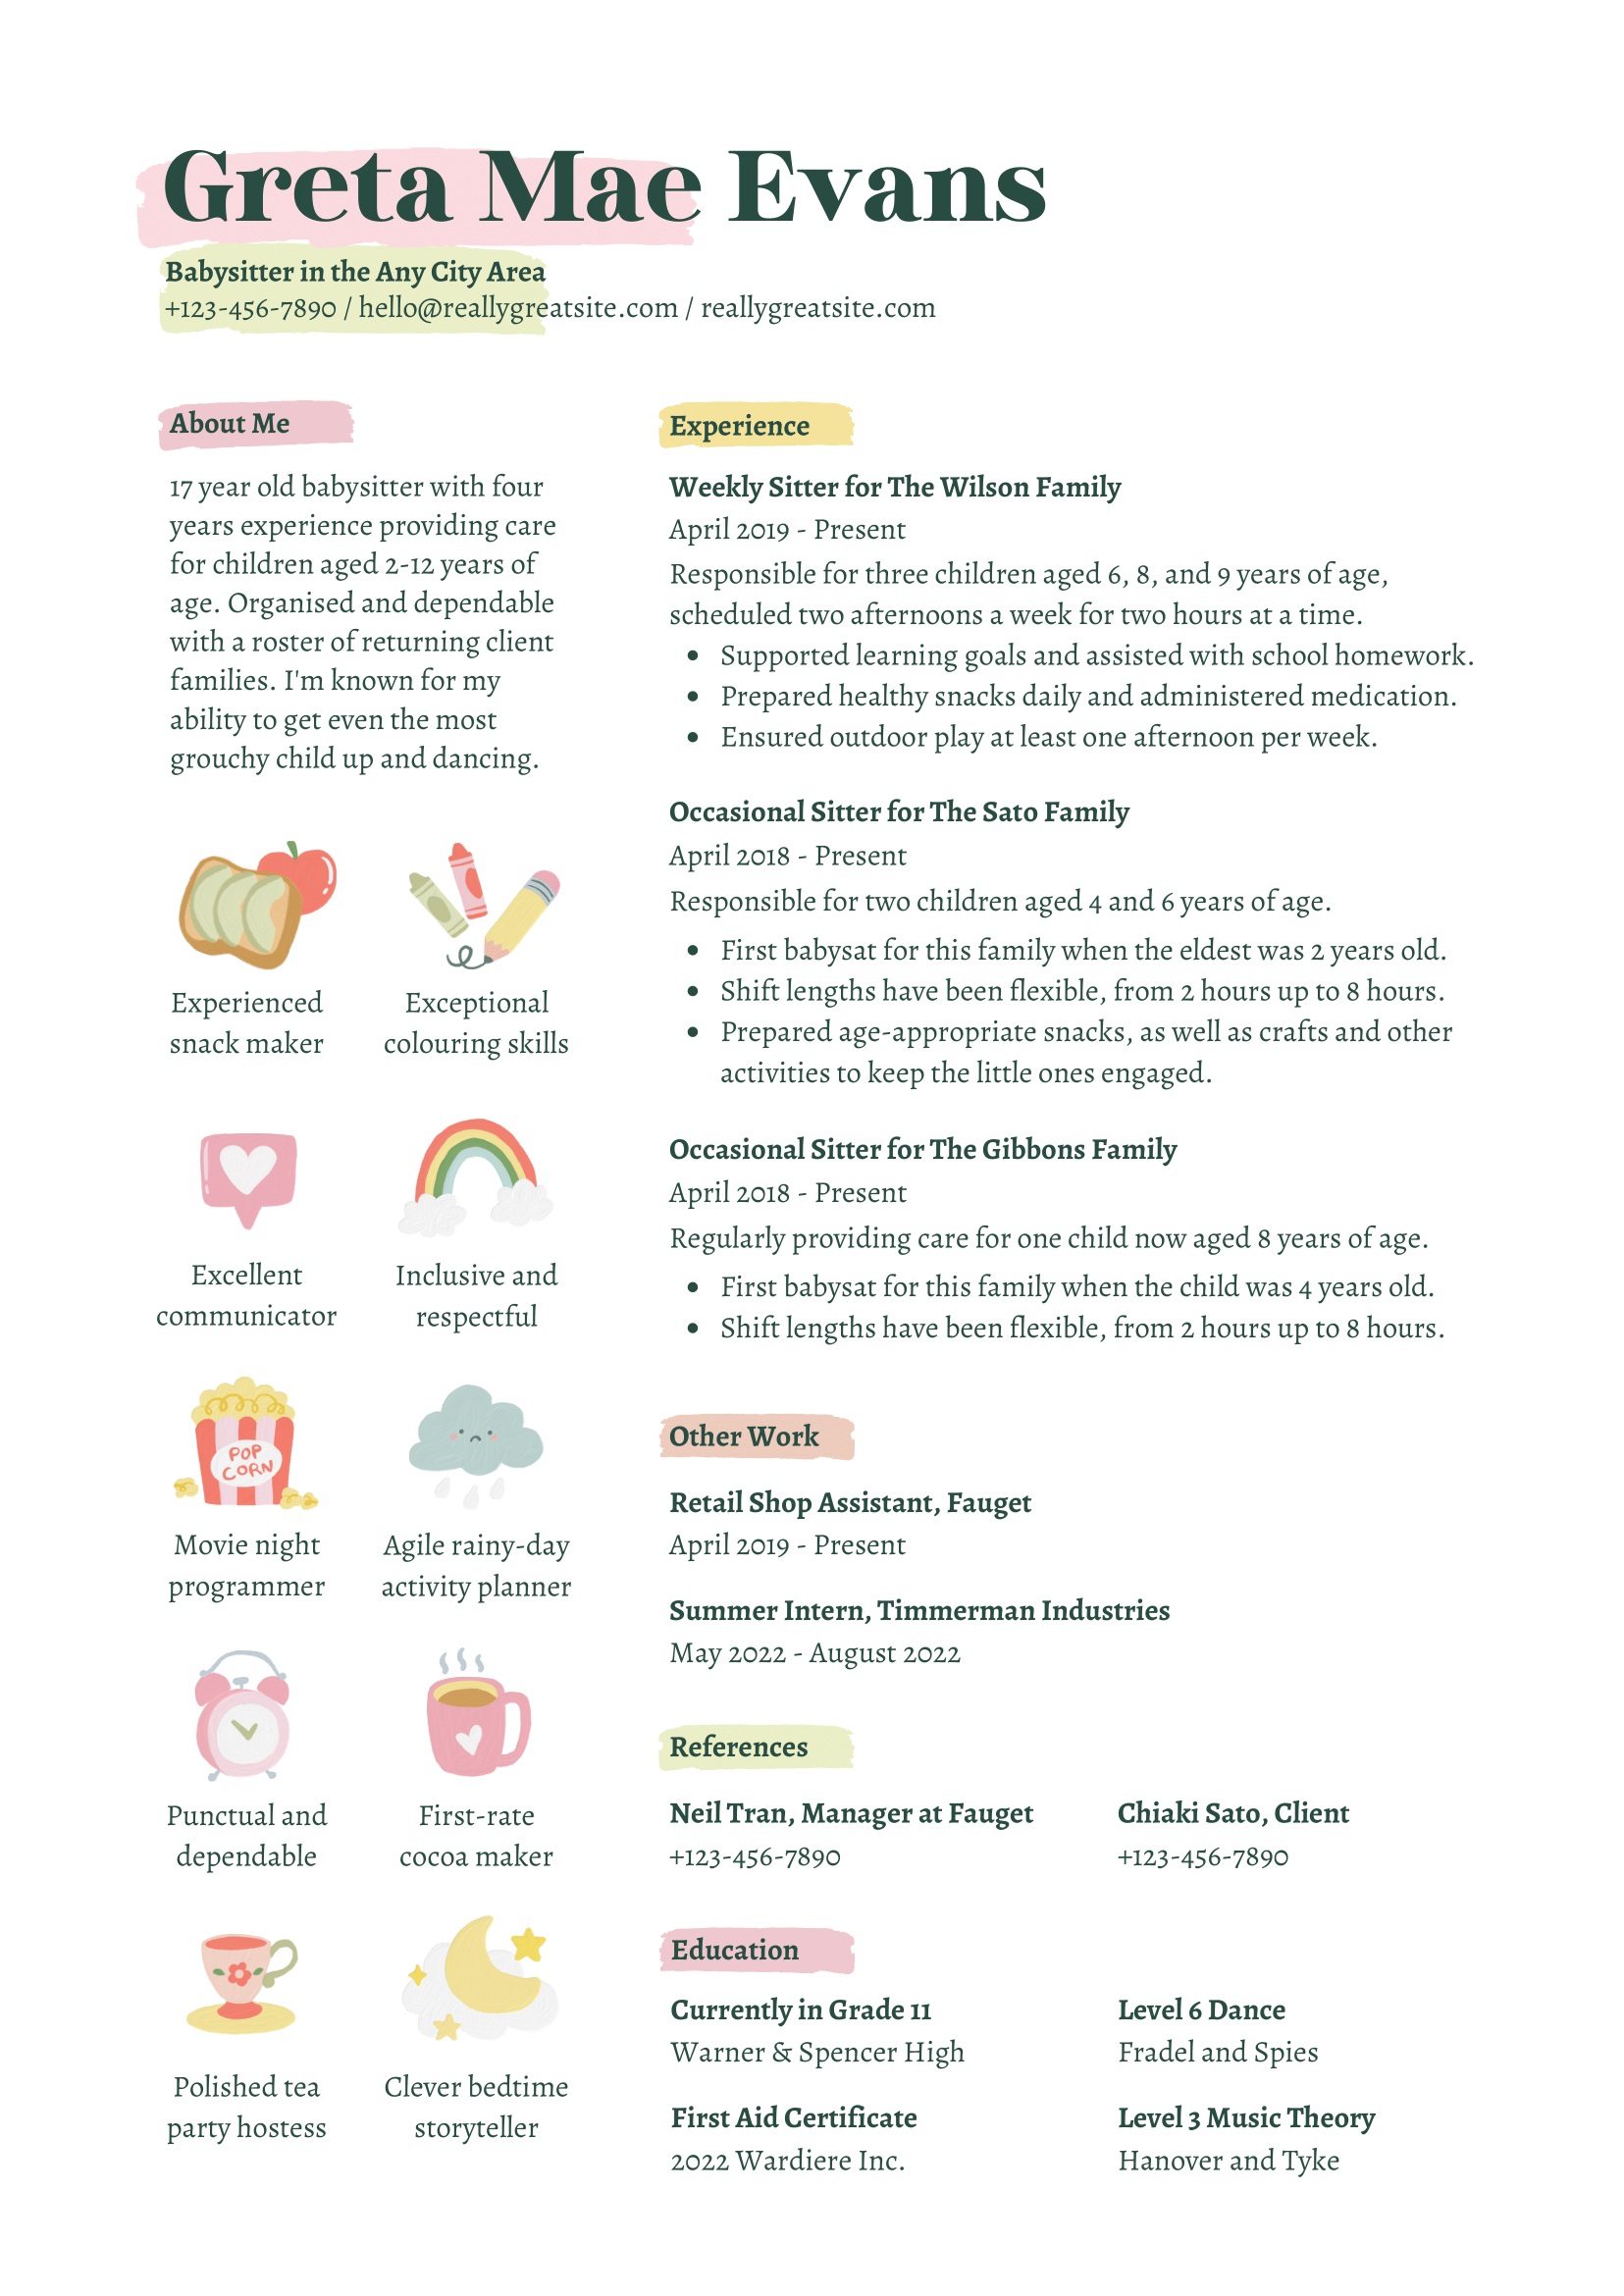 Greta Mae Evans
Babysitter in the Any City Area
+123-456-7890 / hello@reallygreatsite.com / reallygreatsite.com
About Me
17 year old babysitter with four
years experience providing care
for children aged 2-12 years of
age. Organised and dependable
with a roster of returning client
families. I'm known for my
ability to get even the most
grouchy child up and dancing.
Experienced
snack maker
Exceptional
colouring skills
Excellent
communicator
Inclusive and
respectful
POP
CORN
Movie night
programmer
Agile rainy-day
activity planner
Punctual and
dependable
First-rate
cocoa maker
Polished tea
party hostess
Clever bedtime
storyteller
Experience
Weekly Sitter for The Wilson Family
April 2019 - Present
Responsible for three children aged 6, 8, and 9 years of age,
scheduled two afternoons a week for two hours at a time.
• Supported learning goals and assisted with school homework.
• Prepared healthy snacks daily and administered medication.
• Ensured outdoor play at least one afternoon per week.
Occasional Sitter for The Sato Family
April 2018 - Present
Responsible for two children aged 4 and 6 years of age.
• First babysat for this family when the eldest was 2 years old.
• Shift lengths have been flexible, from 2 hours up to 8 hours.
• Prepared age-appropriate snacks, as well as crafts and other
activities to keep the little ones engaged.
Occasional Sitter for The Gibbons Family
April 2018 - Present
Regularly providing care for one child now aged 8 years of age.
• First babysat for this family when the child was 4 years old.
• Shift lengths have been flexible, from 2 hours up to 8 hours.
Other Work
Retail Shop Assistant, Fauget
April 2019 - Present
Summer Intern, Timmerman Industries
May 2022 - August 2022
References
Neil Tran, Manager at Fauget
+123-456-7890
Chiaki Sato, Client
+123-456-7890
Education
Currently in Grade 11
Warner & Spencer High
Level 6 Dance
Fradel and Spies
First Aid Certificate
2022 Wardiere Inc.
Level 3 Music Theory
Hanover and Tyke